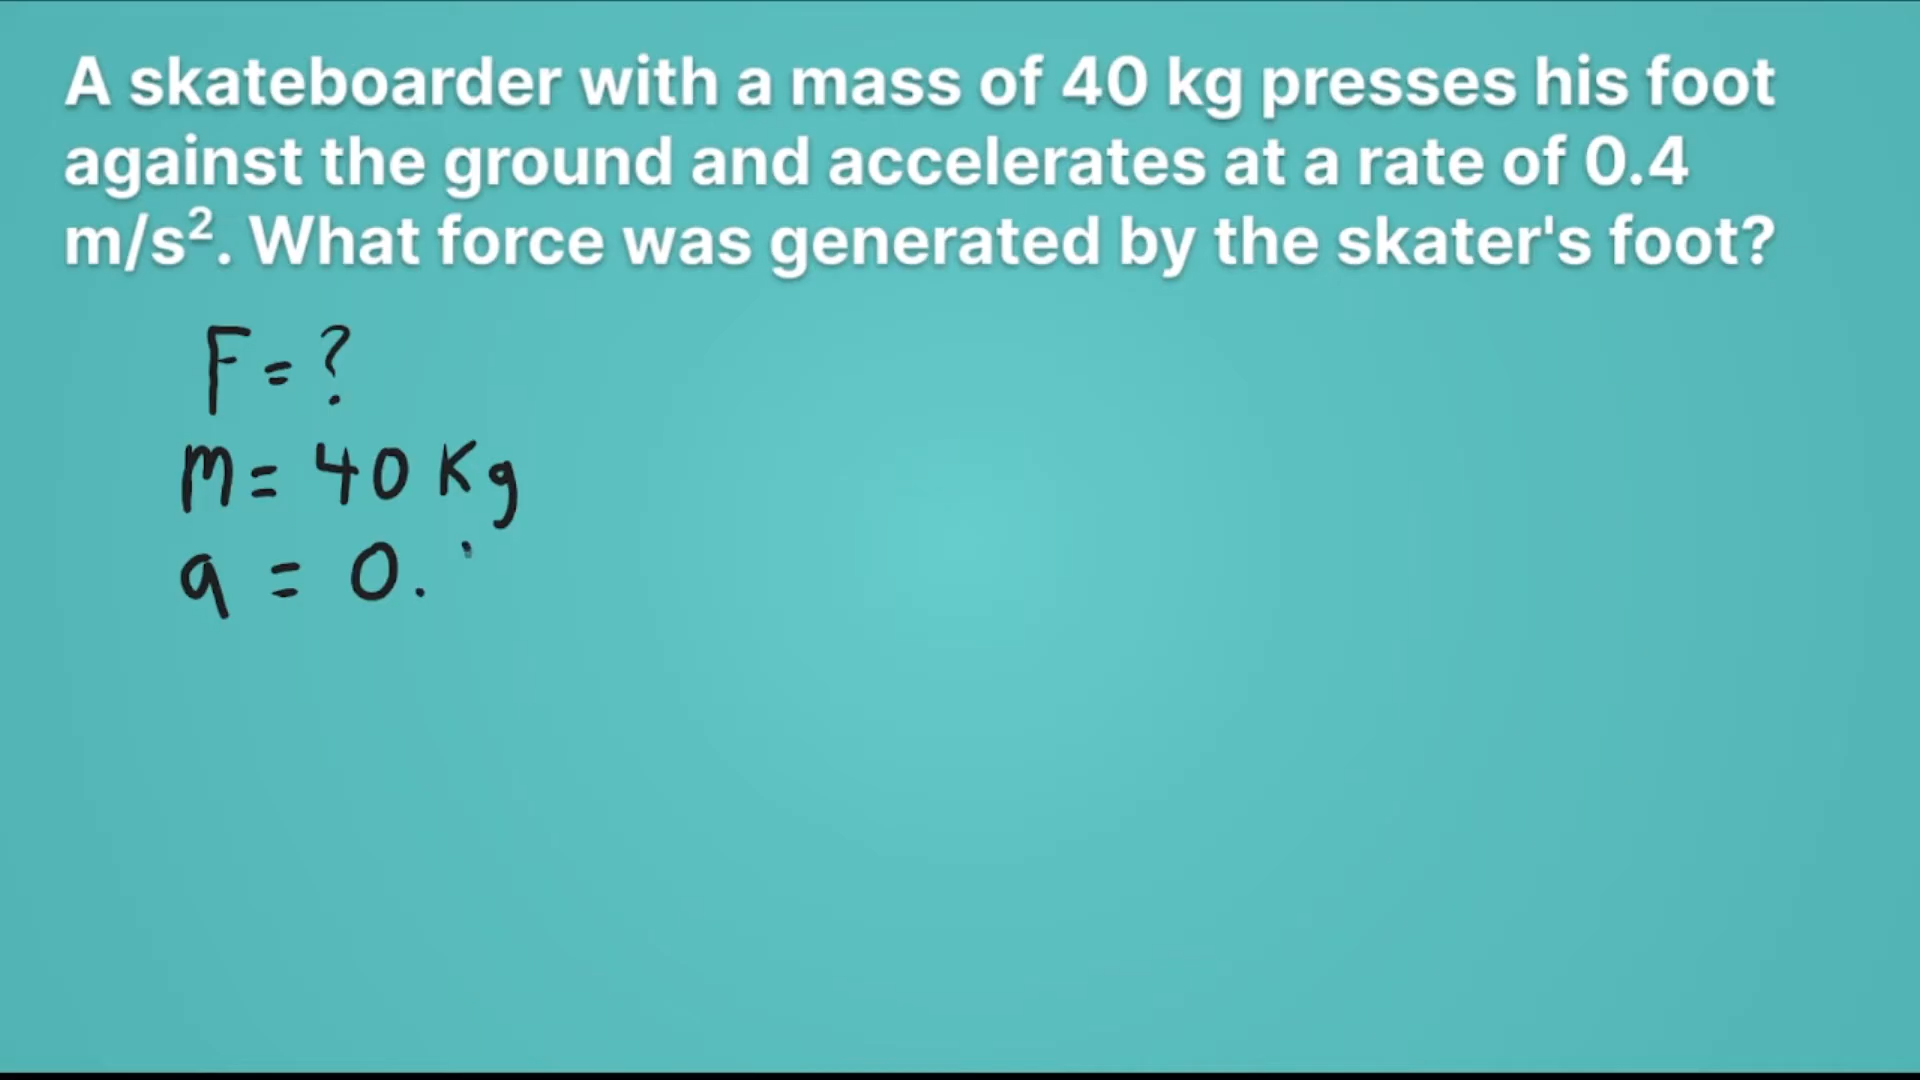 A skateboarder with a mass of 40 kg presses his foot
against the ground and accelerates at a rate of 0.4
m/s². What force was generated by the skater's foot?
F = ?
m = 40 Kg
a = 0.